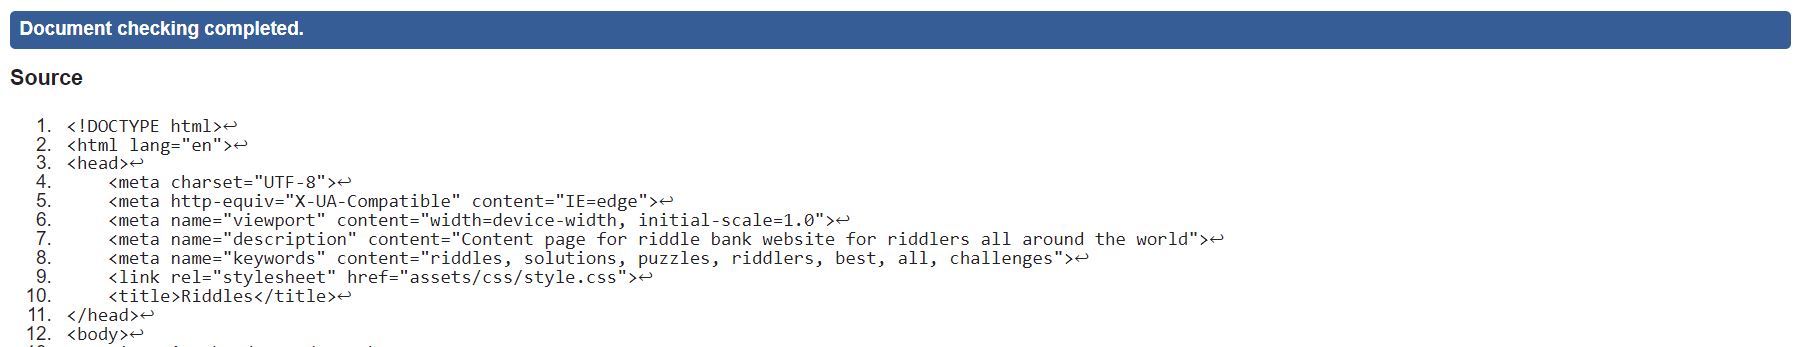 Document checking completed.
Source
1. <!DOCTYPE html>↩
2. <html lang="en">↩
3. <head>↩
4.     <meta charset="UTF-8">↩
5.     <meta http-equiv="X-UA-Compatible" content="IE=edge">↩
6.     <meta name="viewport" content="width=device-width, initial-scale=1.0">↩
7.     <meta name="description" content="Content page for riddle bank website for riddlers all around the world">↩
8.     <meta name="keywords" content="riddles, solutions, puzzles, riddlers, best, all, challenges">↩
9.     <link rel="stylesheet" href="assets/css/style.css">↩
10.     <title>Riddles</title>↩
11. </head>↩
12. <body>↩